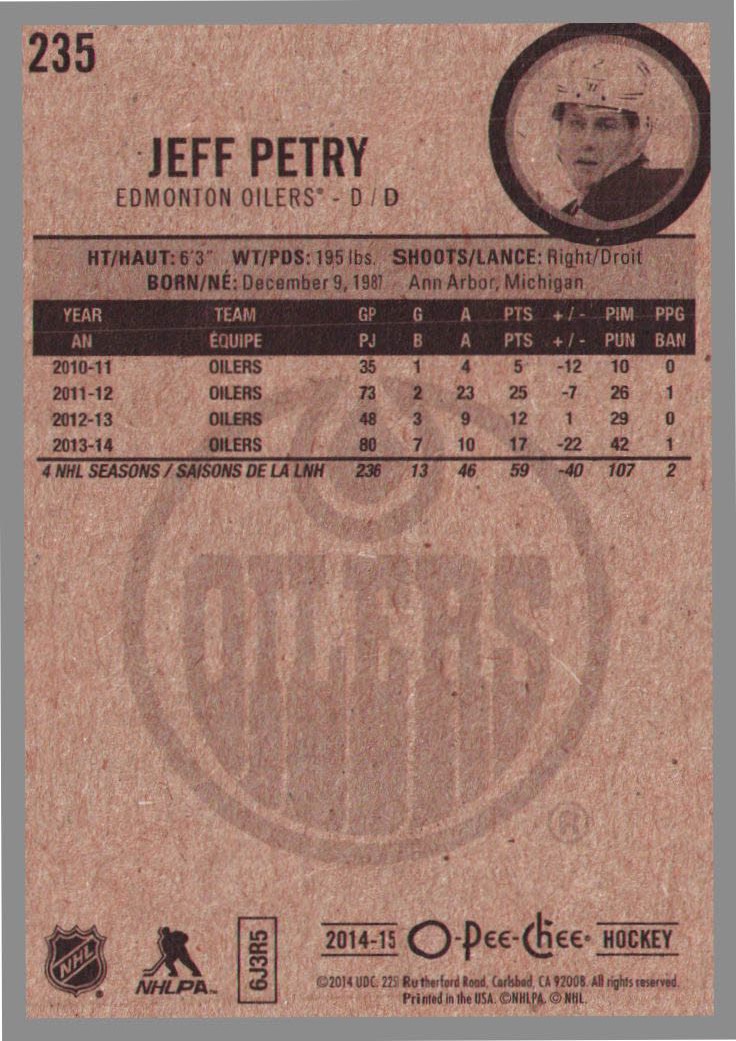 235
JEFF PETRY
EDMONTON OILERS® - D / D
HT/HAUT: 6'3" WT/PDS: 195 lbs. SHOOTS/LANCE: Right/Droit
BORN/NÉ: December 9, 1987 Ann Arbor, Michigan
YEAR TEAM GP G A PTS + / - PIM PPG
AN ÉQUIPE PJ B A PTS + / - PUN BAN
2010-11 OILERS 35 1 4 5 -12 10 0
2011-12 OILERS 73 2 23 25 -7 26 1
2012-13 OILERS 48 3 9 12 1 29 0
2013-14 OILERS 80 7 10 17 -22 42 1
4 NHL SEASONS / SAISONS DE LA LNH 236 13 46 59 -40 107 2
OILERS
®
NHL
NHLPA™
6J3R5
2014-15 O-Pee-Chee® HOCKEY
©2014 UDC. 225 Rutherford Road, Carlsbad, CA 92008. All rights reserved.
Printed in the USA. ©NHLPA. © NHL.